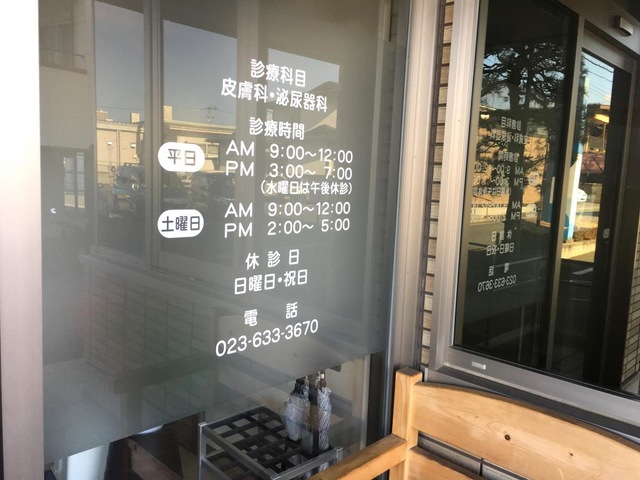 診療科目
皮膚科・泌尿器科
診療時間
平日 AM 9:00～12:00
PM 3:00～ 7:00
(水曜日は午後休診)
土曜日 AM 9:00～12:00
PM 2:00～ 5:00
休診日
日曜日・祝日
電話
023-633-3670